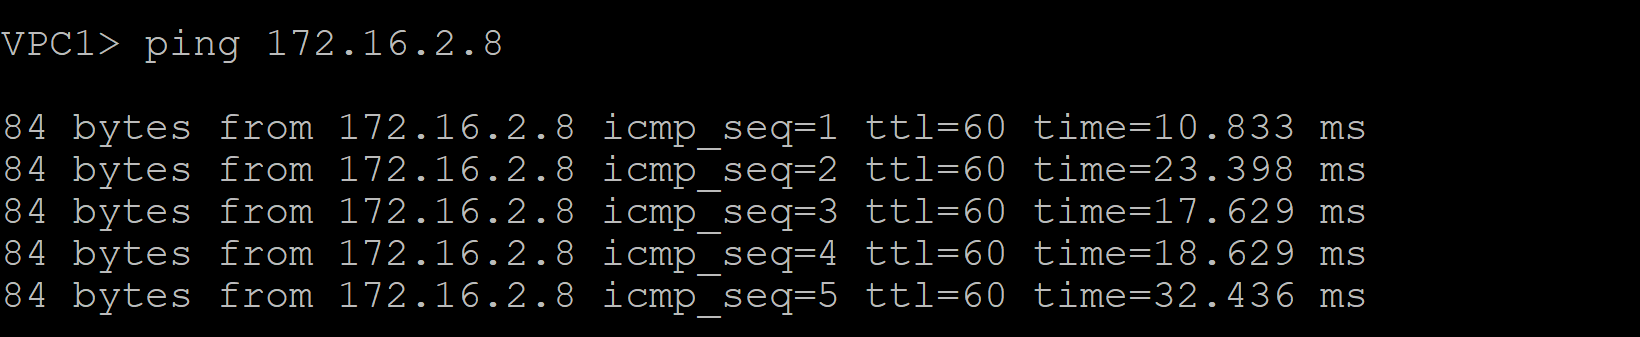 VPC1> ping 172.16.2.8
84 bytes from 172.16.2.8 icmp_seq=1 ttl=60 time=10.833 ms
84 bytes from 172.16.2.8 icmp_seq=2 ttl=60 time=23.398 ms
84 bytes from 172.16.2.8 icmp_seq=3 ttl=60 time=17.629 ms
84 bytes from 172.16.2.8 icmp_seq=4 ttl=60 time=18.629 ms
84 bytes from 172.16.2.8 icmp_seq=5 ttl=60 time=32.436 ms